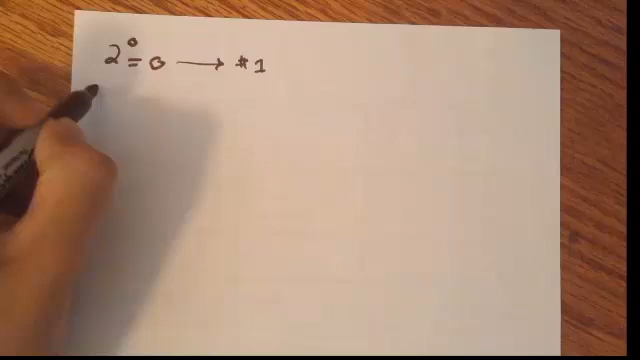 2⁰ = 0 → #1